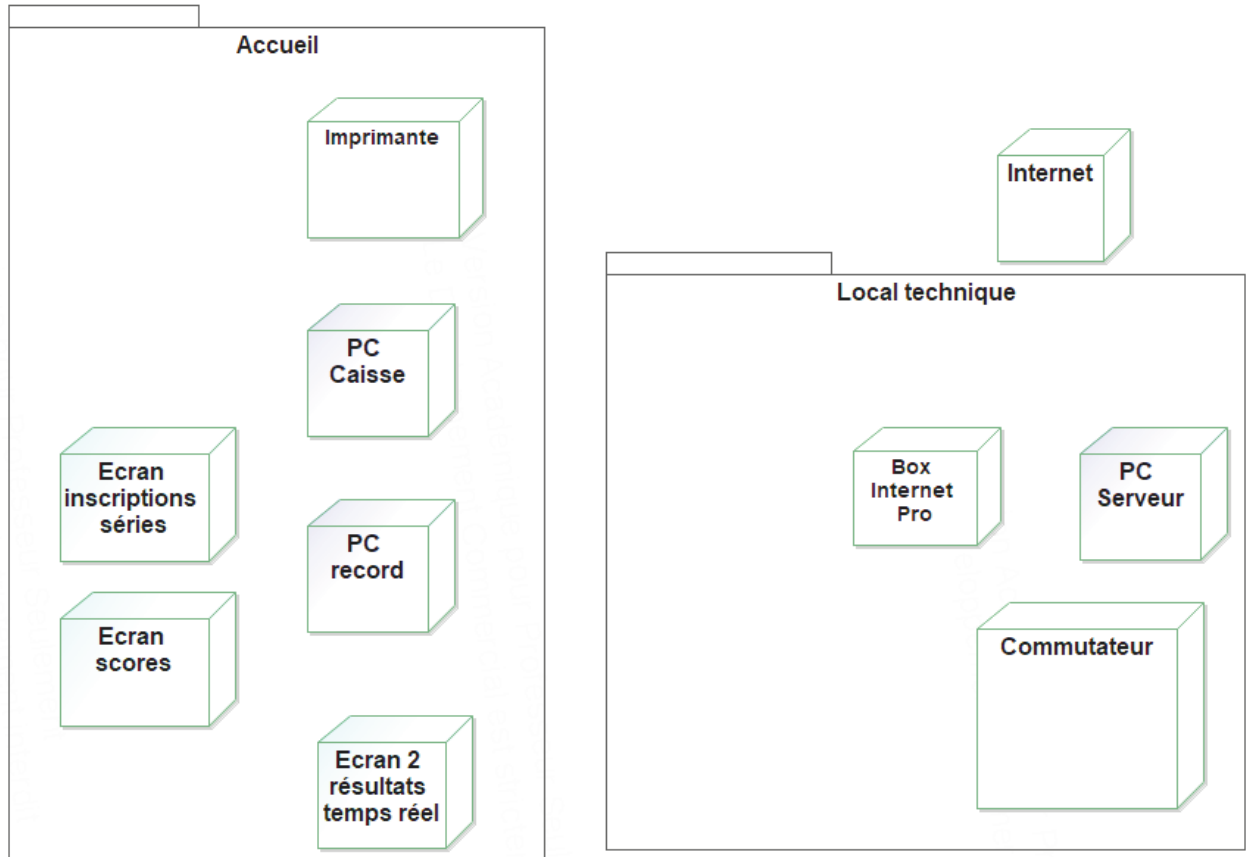 Accueil
Imprimante
PC
Caisse
Ecran
inscriptions
séries
PC
record
Ecran
scores
Ecran 2
résultats
temps réel
Internet
Local technique
Box
Internet
Pro
PC
Serveur
Commutateur